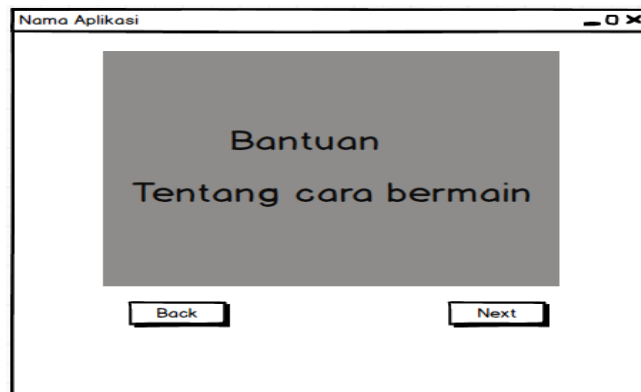 Nama Aplikasi
Bantuan
Tentang cara bermain
Back
Next